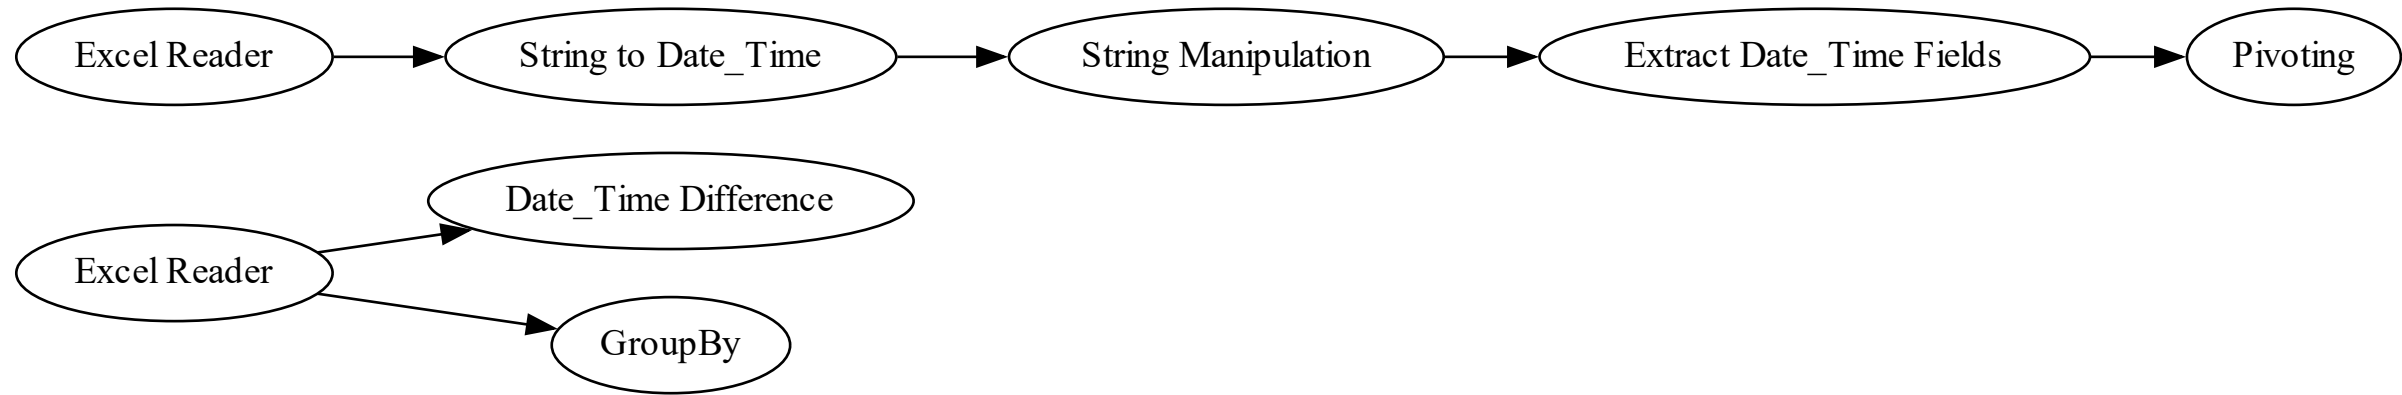 Excel Reader
String to Date_Time
String Manipulation
Extract Date_Time Fields
Pivoting
Date_Time Difference
Excel Reader
GroupBy